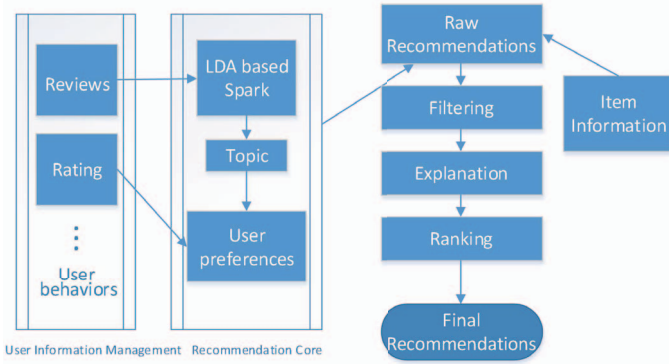 Reviews
Rating
⋮
User
behaviors
User Information Management
LDA based
Spark
Topic
User
preferences
Recommendation Core
Raw
Recommendations
Filtering
Explanation
Ranking
Final
Recommendations
Item
Information